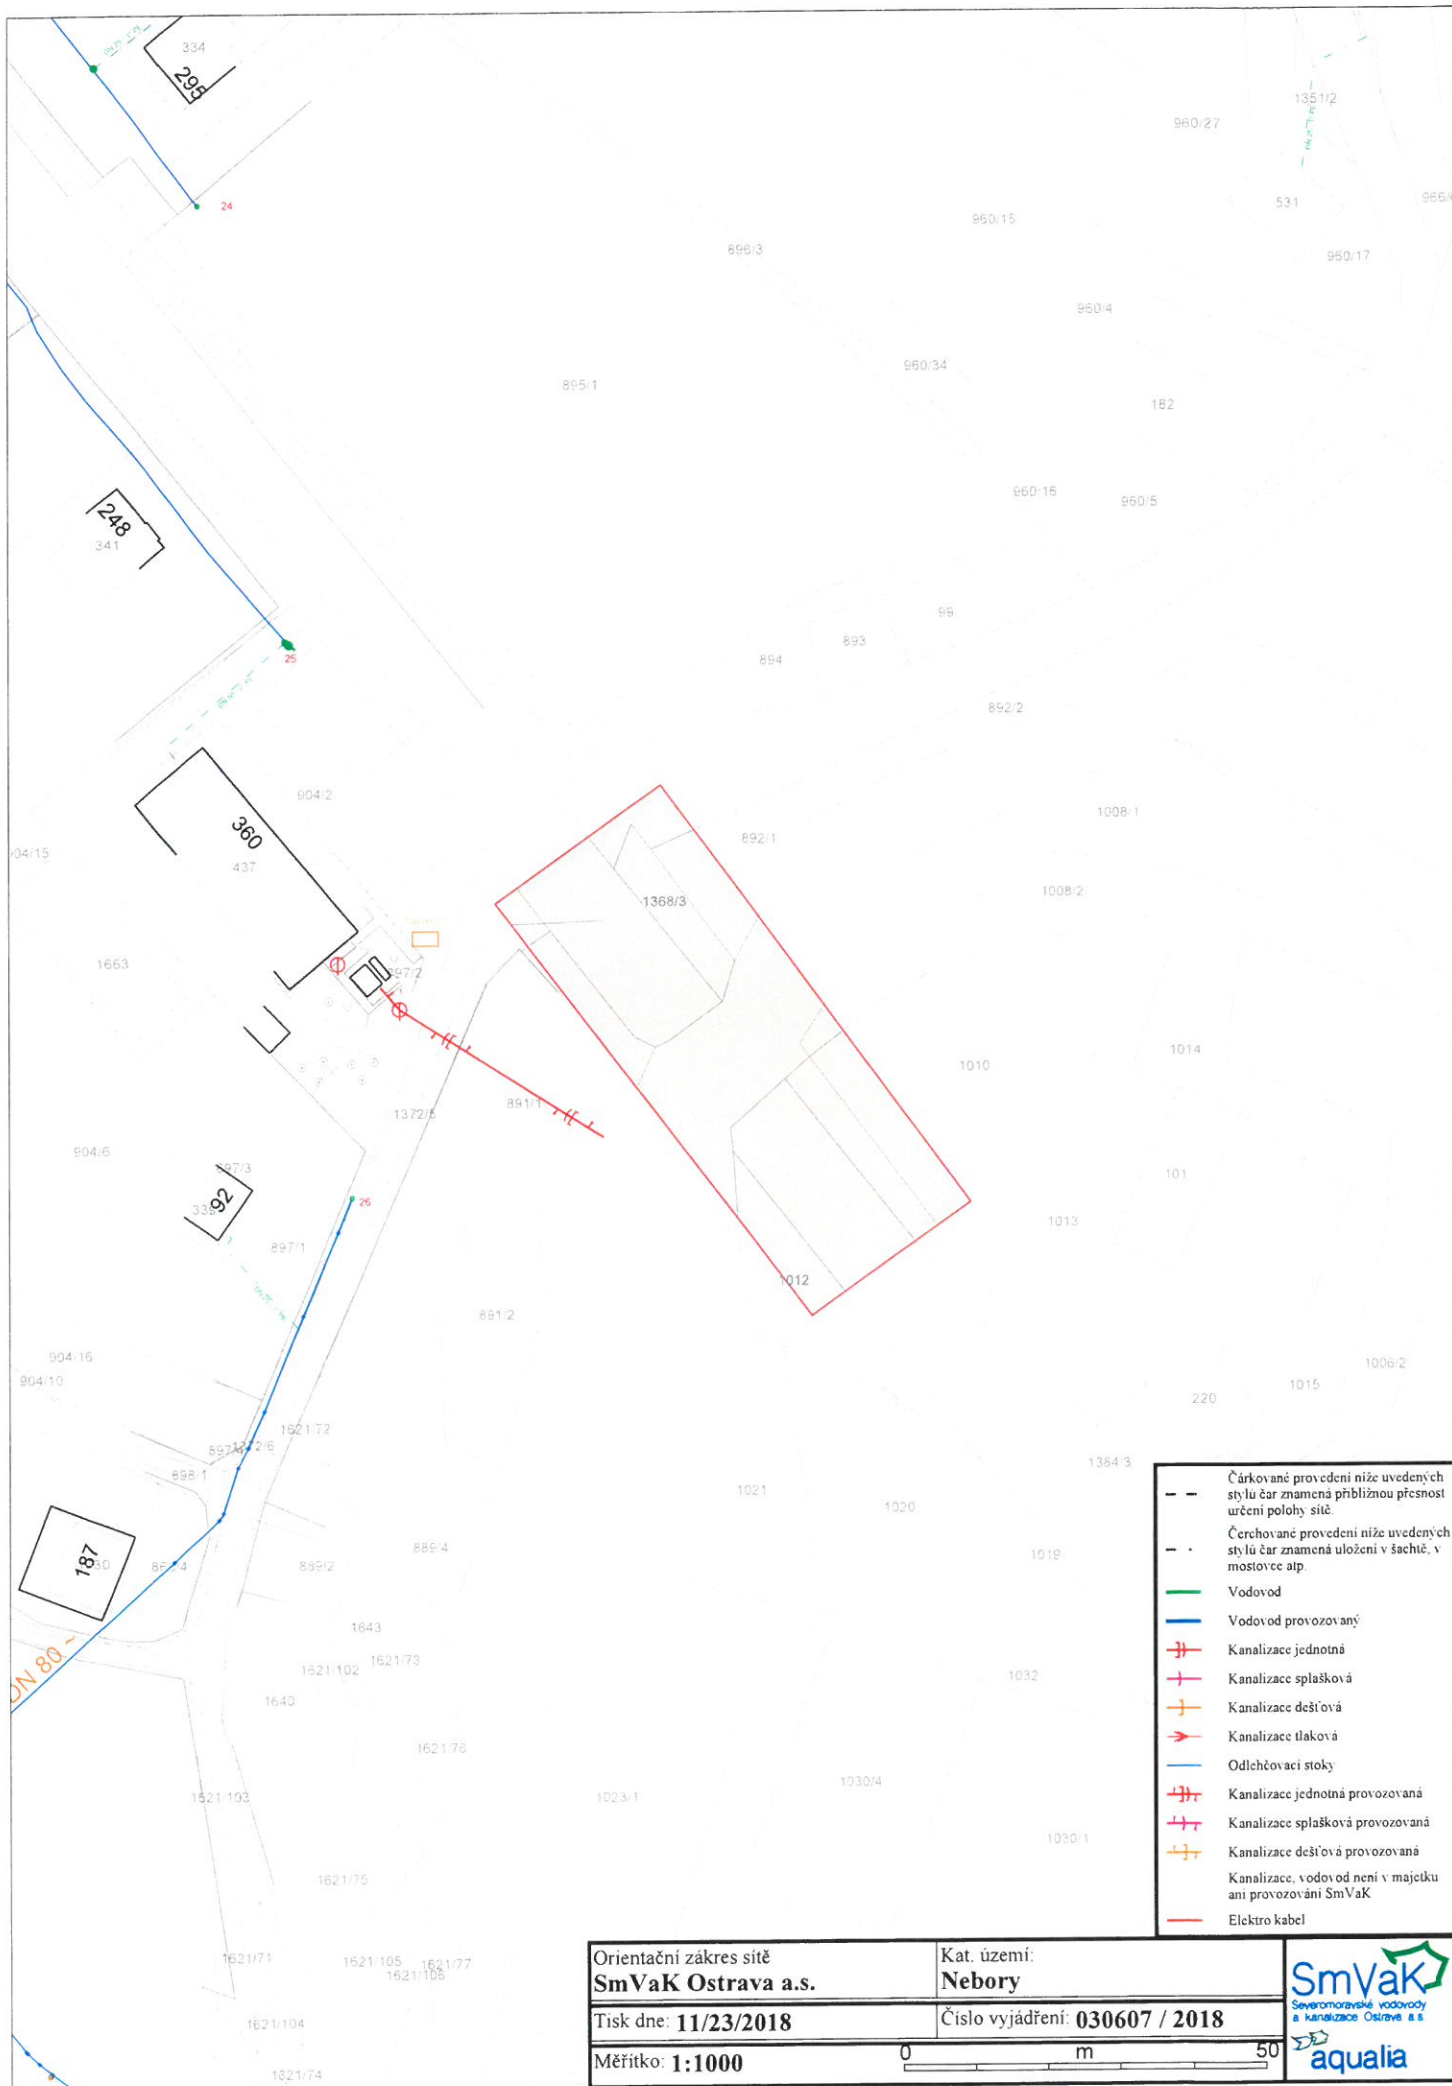 334
295
1351/2
960/27
24
531
960/15
896/3
960/17
960/4
960/34
895/1
182
960/16
960/5
248
341
99
893
894
25
892/2
904/2
1008/1
360
892/1
437
1008/2
1368/3
1663
897/2
1014
1010
891/1
1372/5
904/6
897/3
101
92
26
1013
897/1
1012
891/2
904/16
1006/2
904/10
1015
220
1621/72
898/1
1384/3
1021
1020
187
889/4
889/2
1019
1643
DN 80 ~
1621/102
1621/73
1032
1640
1621/76
1030/4
1621/103
1023/1
1030/1
1621/75
1621/71
1621/105
1621/77
1621/106
1621/104
1621/74
Čárkované provedení níže uvedených
stylů čar znamená přibližnou přesnost
určení polohy sítě.
Čerchované provedení níže uvedených
stylů čar znamená uložení v šachtě, v
mostovce atp.
Vodovod
Vodovod provozovaný
Kanalizace jednotná
Kanalizace splašková
Kanalizace dešťová
Kanalizace tlaková
Odlehčovací stoky
Kanalizace jednotná provozovaná
Kanalizace splašková provozovaná
Kanalizace dešťová provozovaná
Kanalizace, vodovod není v majetku
ani provozování SmVaK
Elektro kabel
Orientační zákres sítě
SmVaK Ostrava a.s.
Kat. území:
Nebory
Tisk dne: 11/23/2018
Číslo vyjádření: 030607 / 2018
Měřítko: 1:1000
0 m 50
SmVaK
Severomoravské vodovody
a kanalizace Ostrava a.s.
aqualia